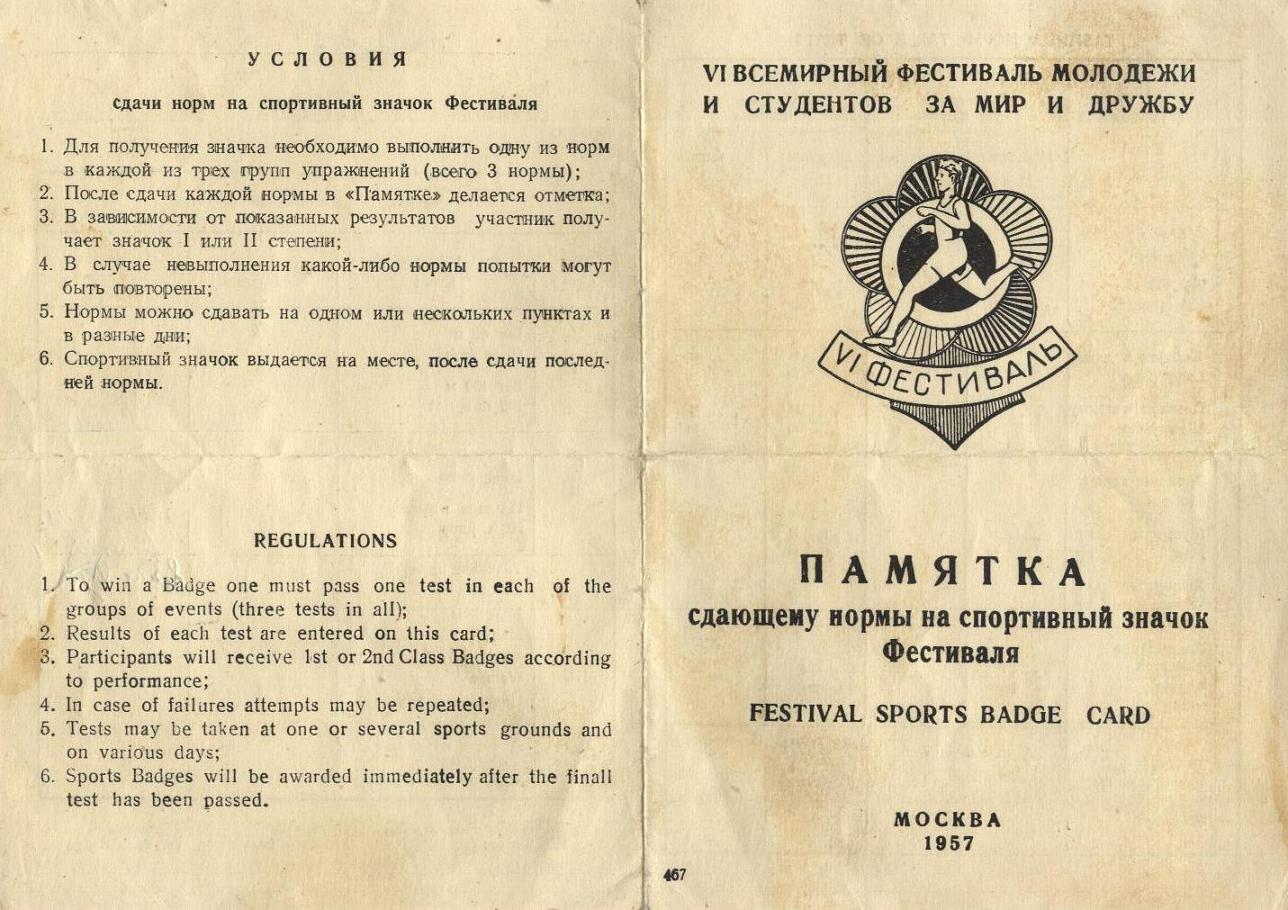 УСЛОВИЯ
сдачи норм на спортивный значок Фестиваля
1. Для получения значка необходимо выполнить одну из норм
в каждой из трех групп упражнений (всего 3 нормы);
2. После сдачи каждой нормы в «Памятке» делается отметка;
3. В зависимости от показанных результатов участник полу-
чает значок I или II степени;
4. В случае невыполнения какой-либо нормы попытки могут
быть повторены;
5. Нормы можно сдавать на одном или нескольких пунктах и
в разные дни;
6. Спортивный значок выдается на месте, после сдачи послед-
ней нормы.
REGULATIONS
1. To win a Badge one must pass one test in each of the
groups of events (three tests in all);
2. Results of each test are entered on this card;
3. Participants will receive 1st or 2nd Class Badges according
to performance;
4. In case of failures attempts may be repeated;
5. Tests may be taken at one or several sports grounds and
on various days;
6. Sports Badges will be awarded immediately after the finall
test has been passed.
VI ВСЕМИРНЫЙ ФЕСТИВАЛЬ МОЛОДЕЖИ
И СТУДЕНТОВ ЗА МИР И ДРУЖБУ
VI ФЕСТИВАЛЬ
ПАМЯТКА
сдающему нормы на спортивный значок
Фестиваля
FESTIVAL SPORTS BADGE CARD
МОСКВА
1957
467